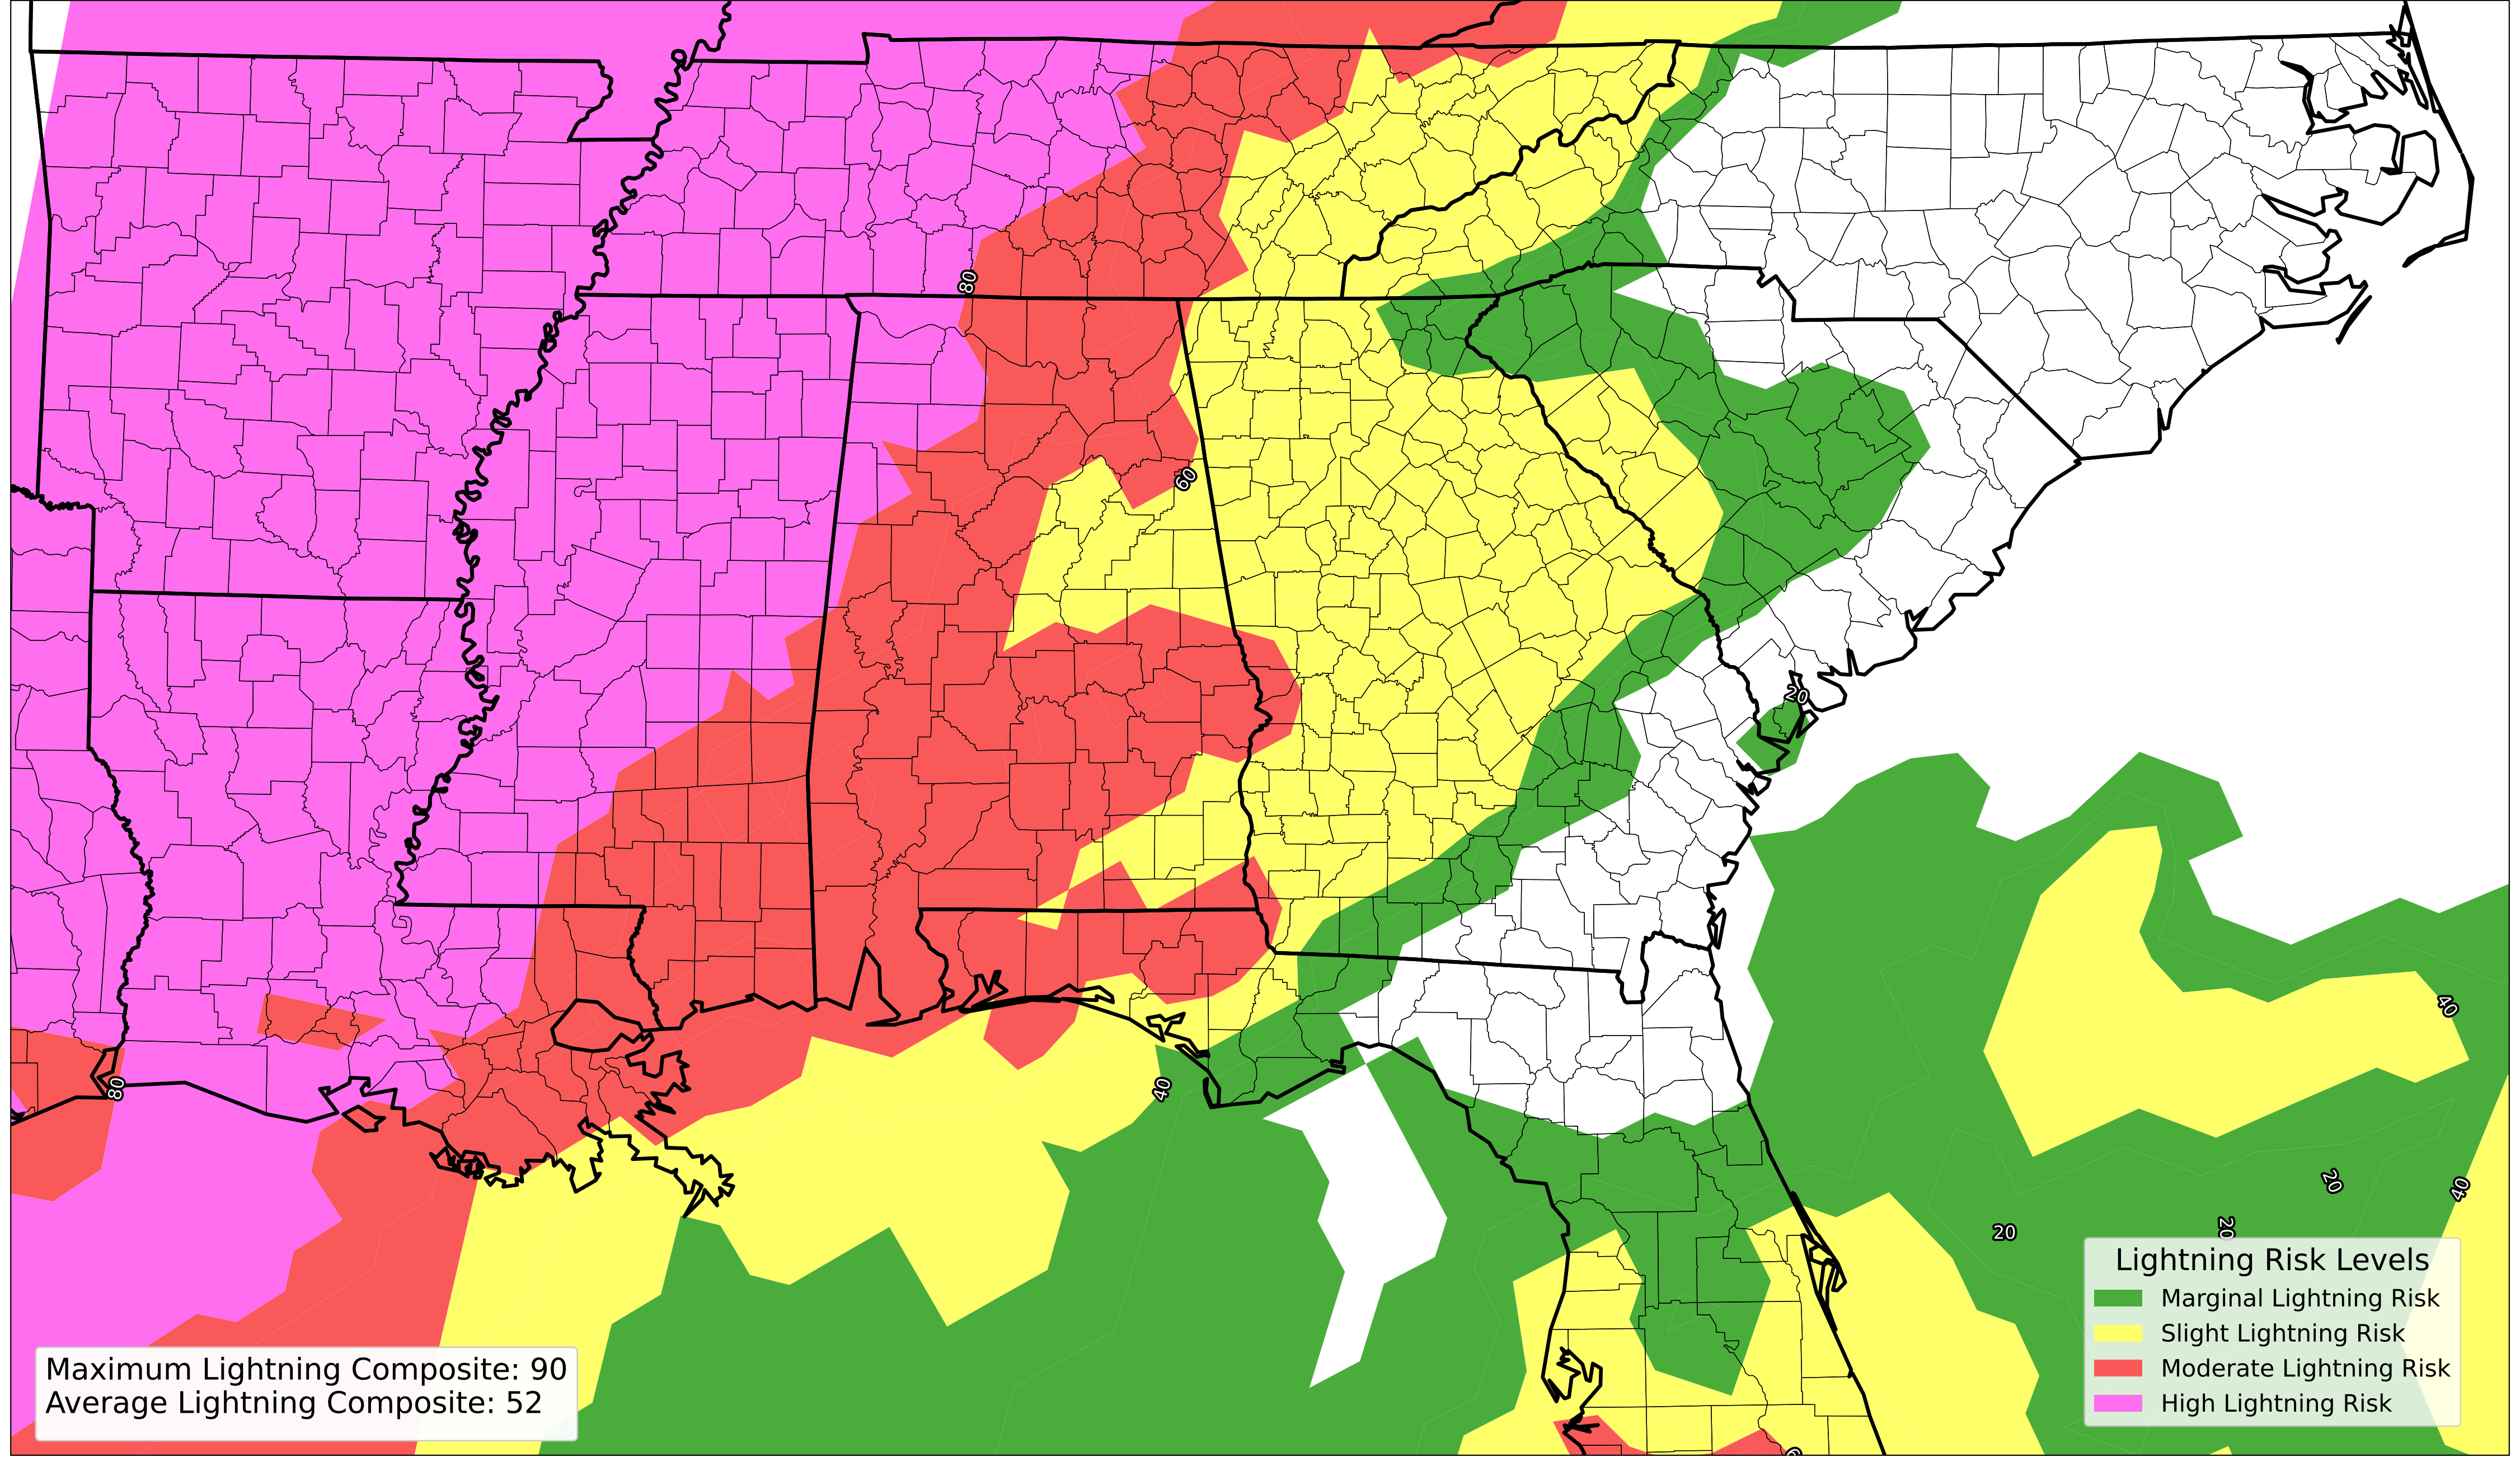 80
60
20
80
40
40
20
40
20
20
Lightning Risk Levels
Marginal Lightning Risk
Slight Lightning Risk
Moderate Lightning Risk
High Lightning Risk
Maximum Lightning Composite: 90
Average Lightning Composite: 52